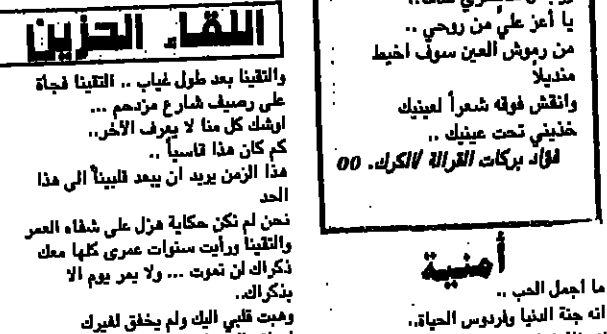 يا أعز علي من روحي ..
من رموش العين سوف اخيط
منديلاً
وانقش فوقه شعراً لعينيك
خذيني تحت عينيك ..
فؤاد بركات القرالة /الكرك. 00
أمنية
ما اجمل الحب ..
انه جنة الدنيا وفردوس الحياة..
اللقاء الحزين
والتقينا بعد طول غياب .. التقينا فجأة
على رصيف شارع مزدحم ...
اوشك كل منا لا يعرف الآخر..
كم كان هذا قاسياً ..
هذا الزمن يريد ان يبعد قلبيناً الى هذا
الحد
نحن لم نكن حكاية هزل على شفاه العمر
والتقينا ورأيت سنوات عمرى كلها معك
ذكراك لن تموت ... ولا يمر يوم الا
بذكراك..
وهبت قلبي اليك ولم يخفق لغيرك